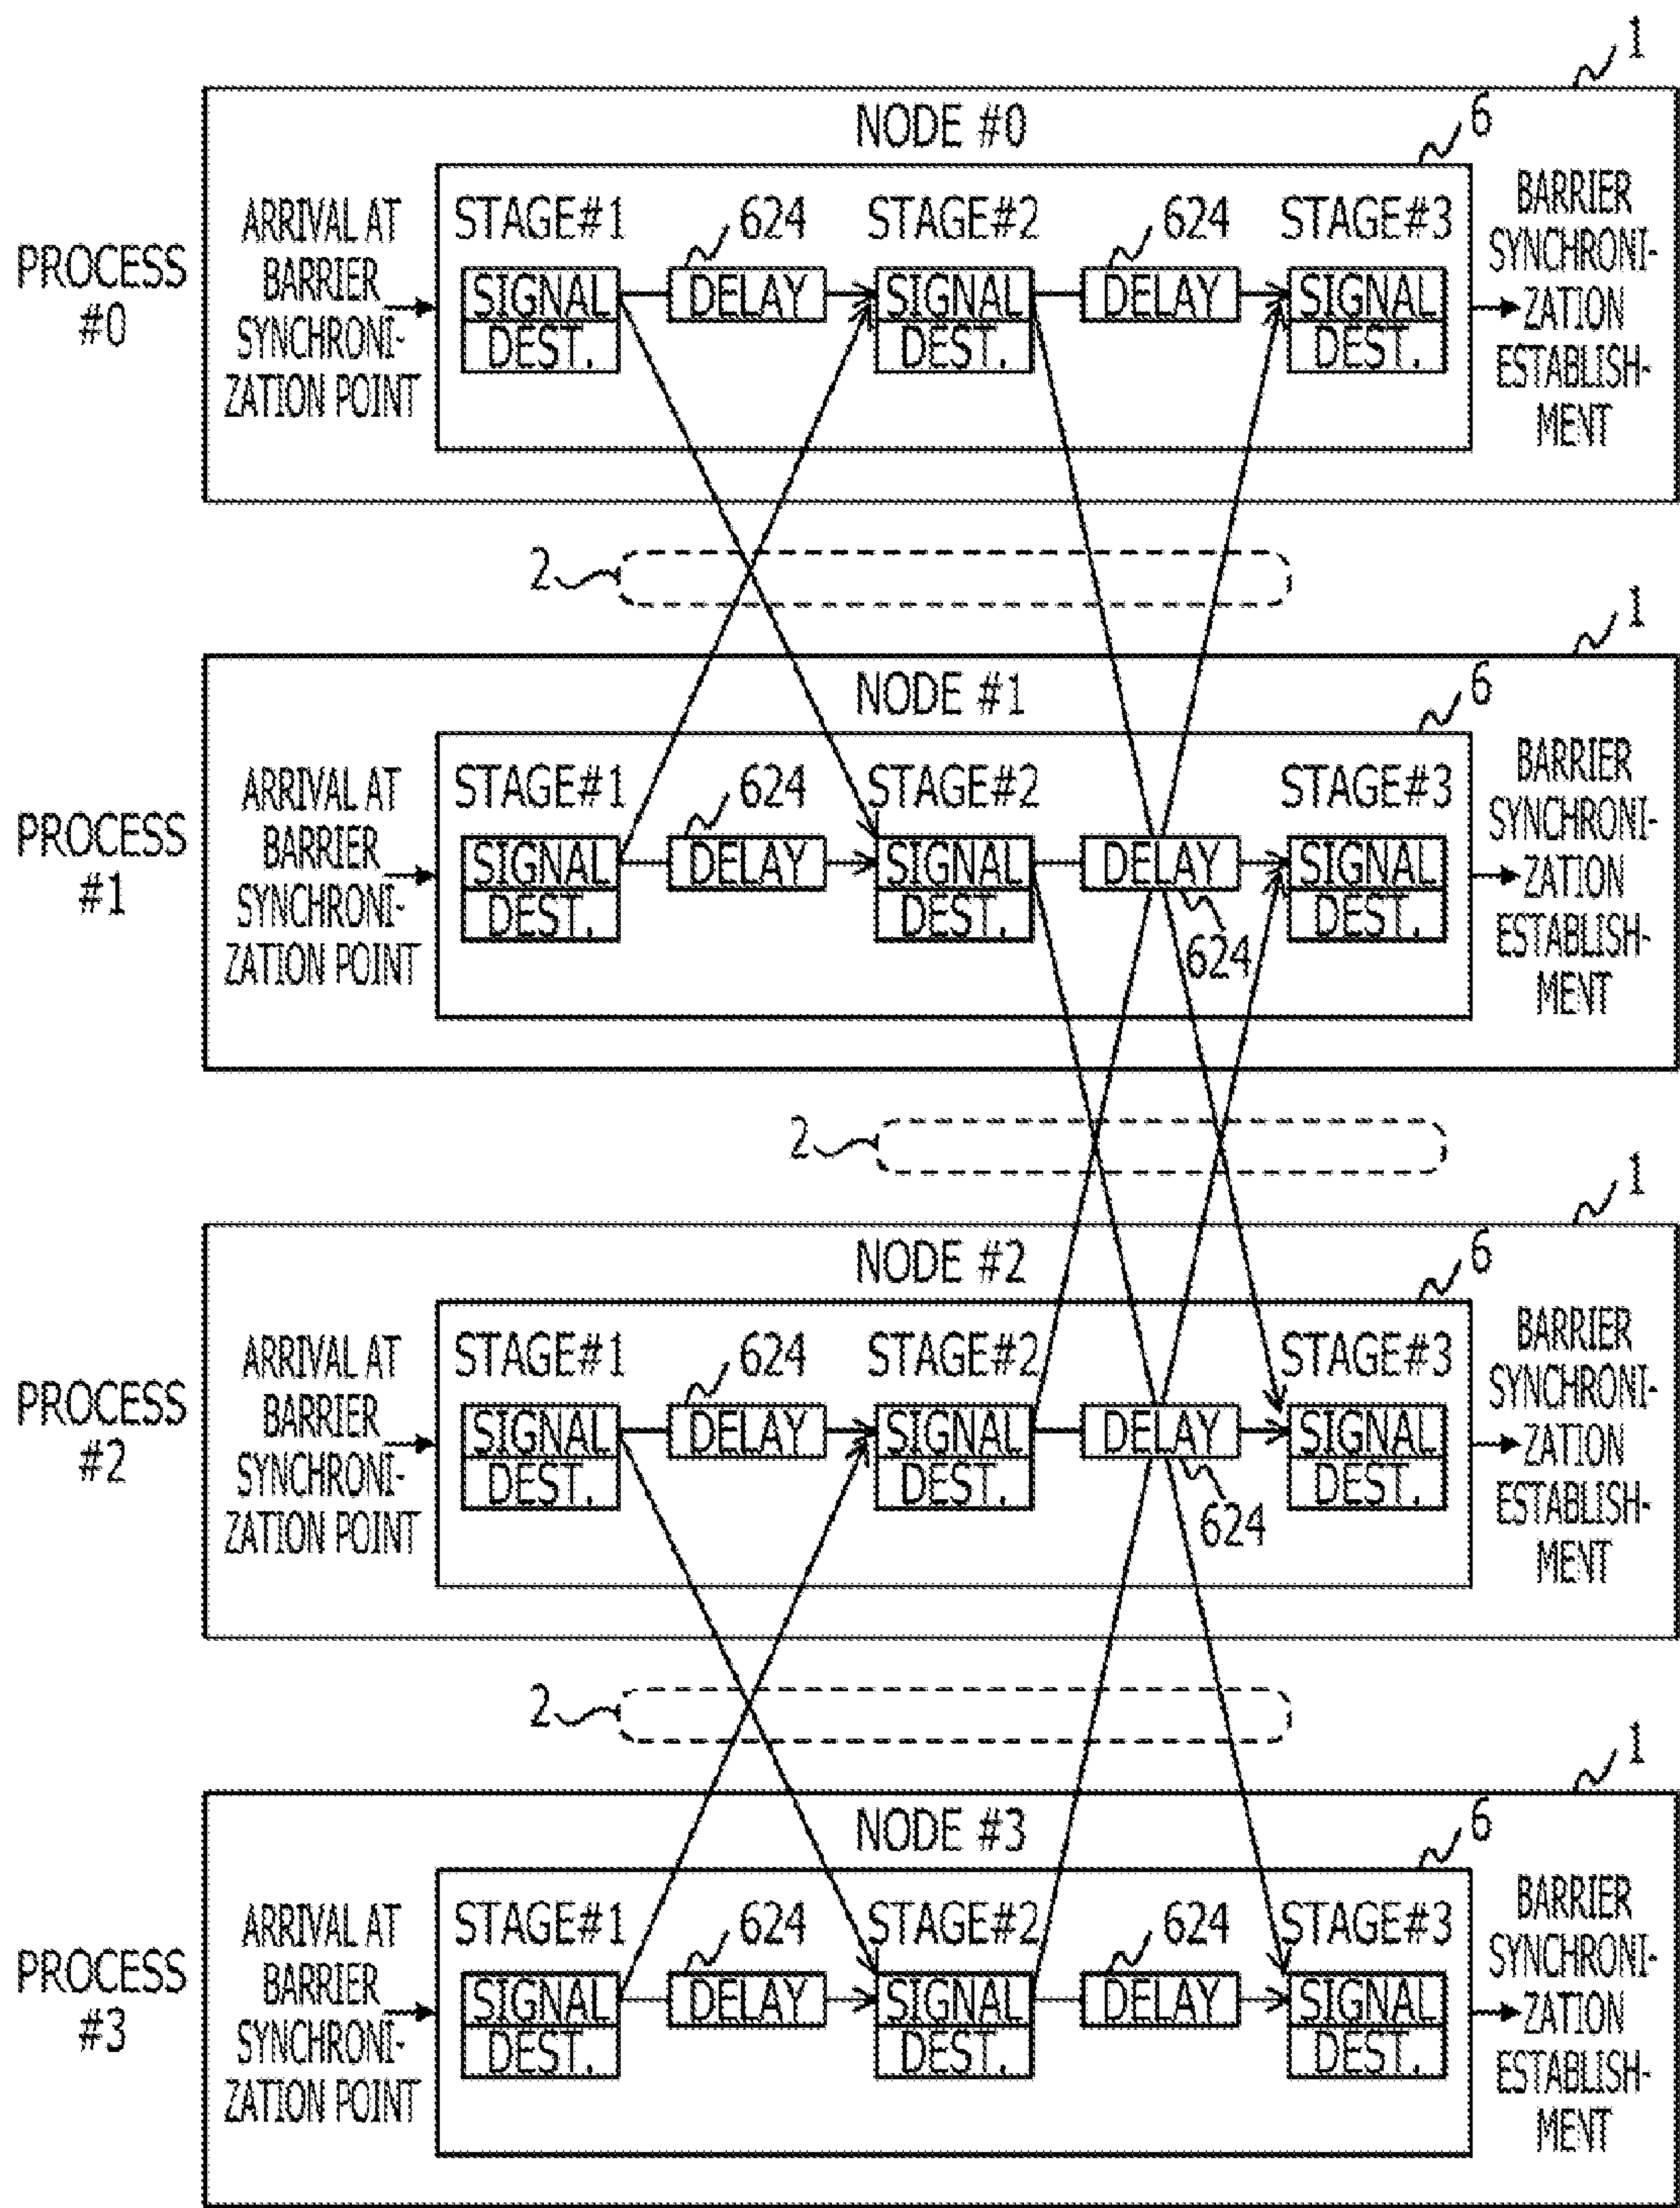 1
NODE #0
6
PROCESS
#0
ARRIVAL AT
BARRIER
SYNCHRONI-
ZATION POINT
STAGE#1
624
STAGE#2
624
STAGE#3
SIGNAL
DELAY
SIGNAL
DELAY
SIGNAL
DEST.
DEST.
DEST.
BARRIER
SYNCHRONI-
ZATION
ESTABLISH-
MENT
2
1
NODE #1
6
PROCESS
#1
ARRIVAL AT
BARRIER
SYNCHRONI-
ZATION POINT
STAGE#1
624
STAGE#2
STAGE#3
SIGNAL
DELAY
SIGNAL
DELAY
SIGNAL
DEST.
DEST.
624
DEST.
BARRIER
SYNCHRONI-
ZATION
ESTABLISH-
MENT
2
1
NODE #2
6
PROCESS
#2
ARRIVAL AT
BARRIER
SYNCHRONI-
ZATION POINT
STAGE#1
624
STAGE#2
STAGE#3
SIGNAL
DELAY
SIGNAL
DELAY
SIGNAL
DEST.
DEST.
624
DEST.
BARRIER
SYNCHRONI-
ZATION
ESTABLISH-
MENT
2
1
NODE #3
6
PROCESS
#3
ARRIVAL AT
BARRIER
SYNCHRONI-
ZATION POINT
STAGE#1
624
STAGE#2
624
STAGE#3
SIGNAL
DELAY
SIGNAL
DELAY
SIGNAL
DEST.
DEST.
DEST.
BARRIER
SYNCHRONI-
ZATION
ESTABLISH-
MENT